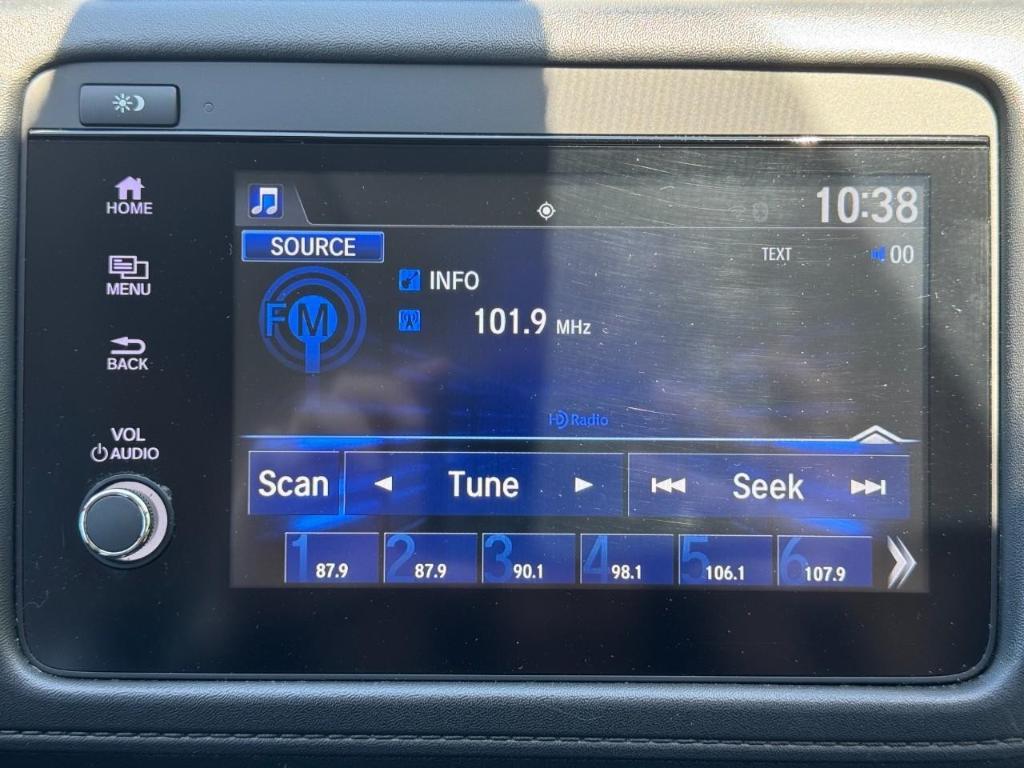 HOME
MENU
BACK
VOL
AUDIO
10:38
SOURCE
TEXT
00
INFO
FM
101.9 MHz
HD Radio
Scan
Tune
Seek
1 87.9
2 87.9
3 90.1
4 98.1
5 106.1
6 107.9